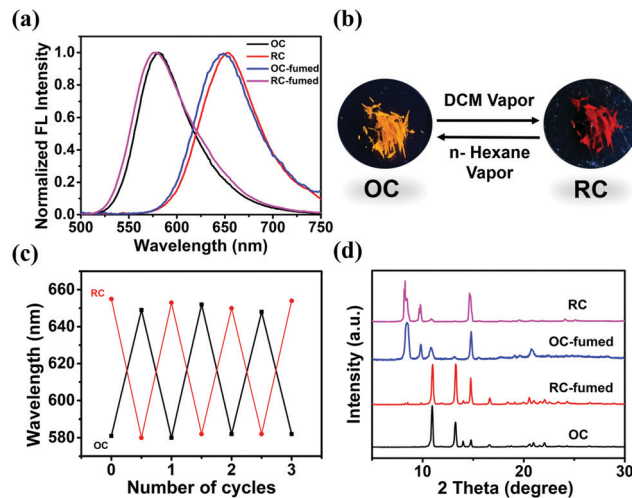 (a)
Normalized FL Intensity
1.0
0.8
0.6
0.4
0.2
0.0
500 550 600 650 700 750
Wavelength (nm)
OC
RC
OC-fumed
RC-fumed
(b)
DCM Vapor
n- Hexane
Vapor
OC
RC
(c)
Wavelength (nm)
660
640
620
600
580
RC
OC
0 1 2 3
Number of cycles
(d)
Intensity (a.u.)
RC
OC-fumed
RC-fumed
OC
10 20 30
2 Theta (degree)